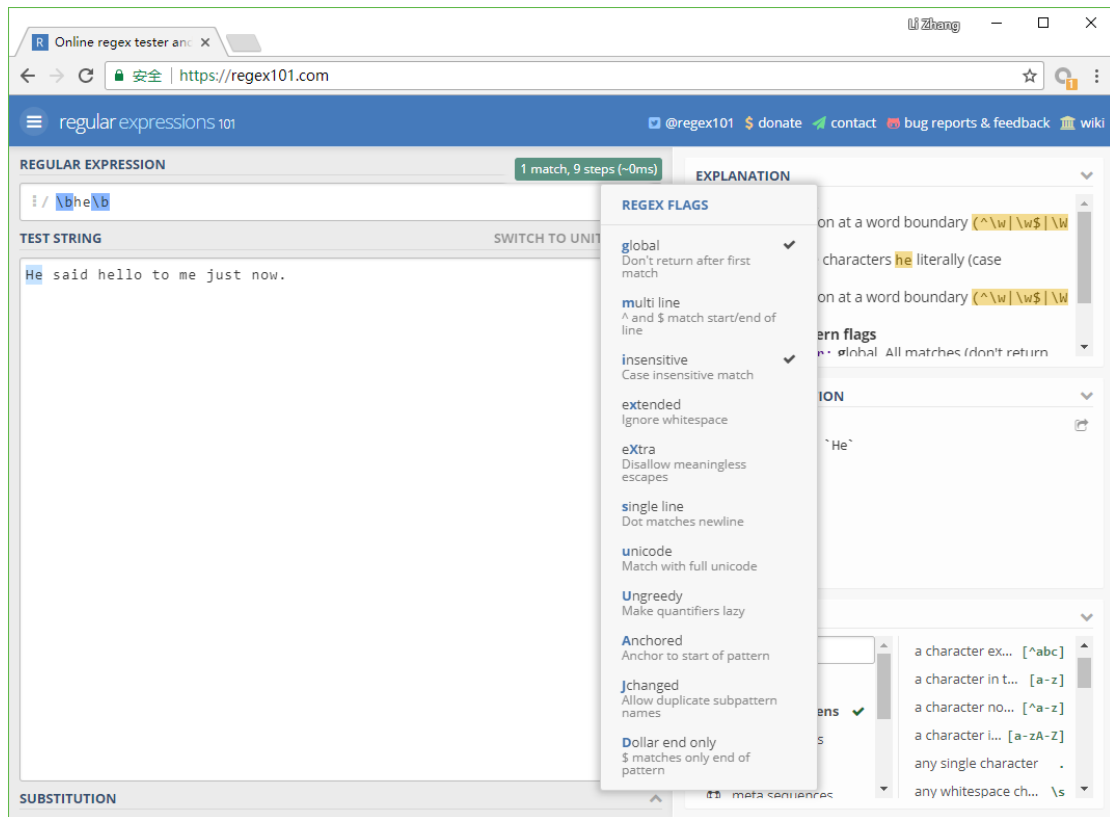 Li Zhang
R Online regex tester and
安全 | https://regex101.com
1
regular expressions 101
@regex101 $ donate contact bug reports & feedback wiki
REGULAR EXPRESSION
1 match, 9 steps (~0ms)
/ \bhe\b
TEST STRING
SWITCH TO UNIT
He said hello to me just now.
REGEX FLAGS
global
Don't return after first
match
multi line
^ and $ match start/end of
line
insensitive
Case insensitive match
extended
Ignore whitespace
eXtra
Disallow meaningless
escapes
single line
Dot matches newline
unicode
Match with full unicode
Ungreedy
Make quantifiers lazy
Anchored
Anchor to start of pattern
Jchanged
Allow duplicate subpattern
names
Dollar end only
$ matches only end of
pattern
EXPLANATION
on at a word boundary (^\w|\w$|\W
characters he literally (case
on at a word boundary (^\w|\w$|\W
ern flags
global. All matches (don't return
ION
`He`
ens
s
meta sequences
a character ex... [^abc]
a character in t... [a-z]
a character no... [^a-z]
a character i... [a-zA-Z]
any single character .
any whitespace ch... \s
SUBSTITUTION